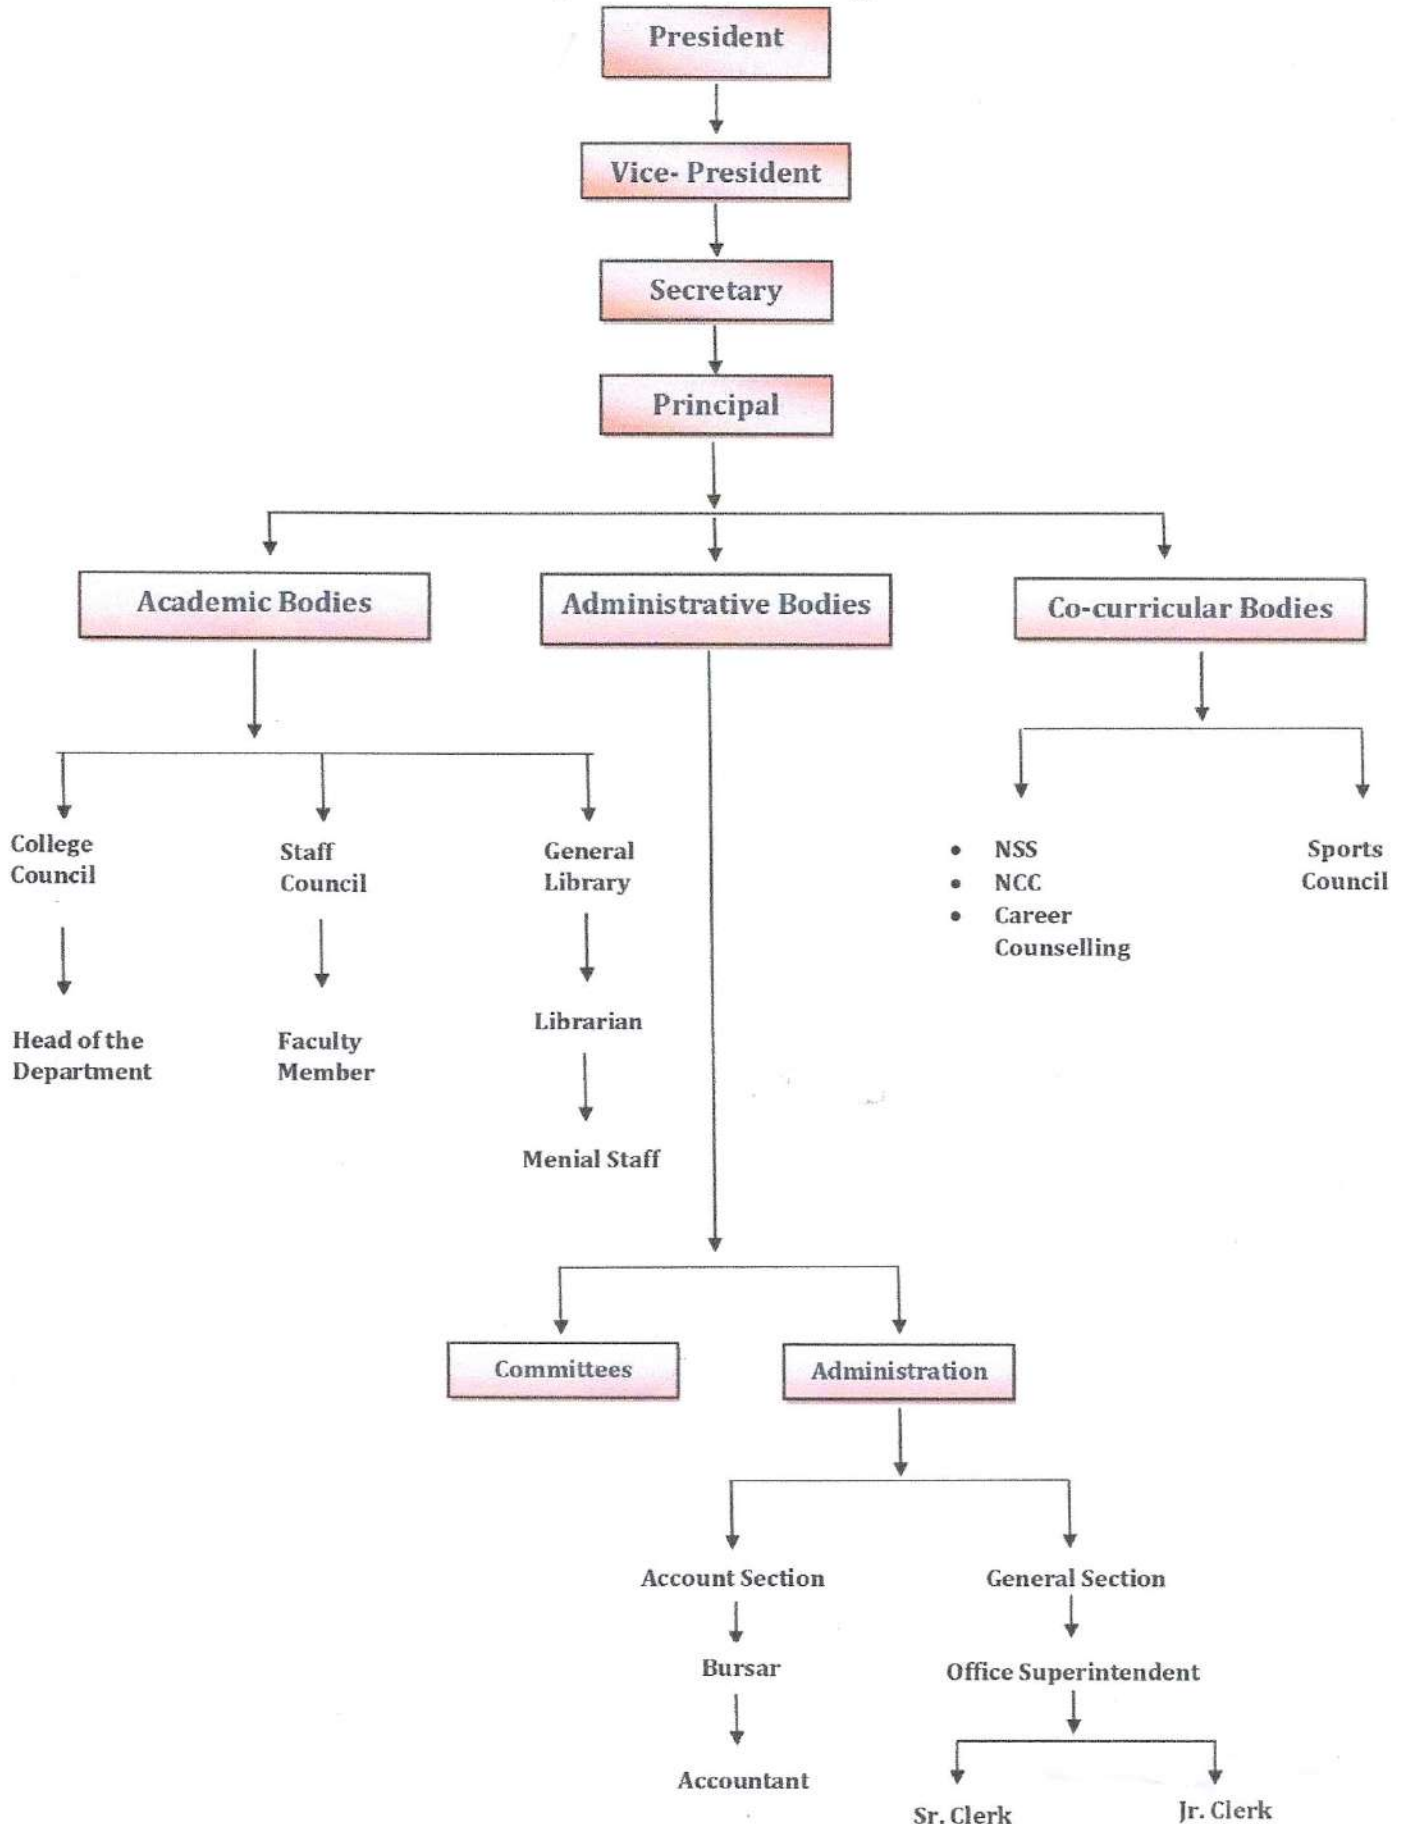 President
Vice- President
Secretary
Principal
Academic Bodies
Administrative Bodies
Co-curricular Bodies
College
Council
Staff
Council
General
Library
• NSS
• NCC
• Career
Counselling
Sports
Council
Head of the
Department
Faculty
Member
Librarian
Menial Staff
Committees
Administration
Account Section
General Section
Bursar
Office Superintendent
Accountant
Sr. Clerk
Jr. Clerk